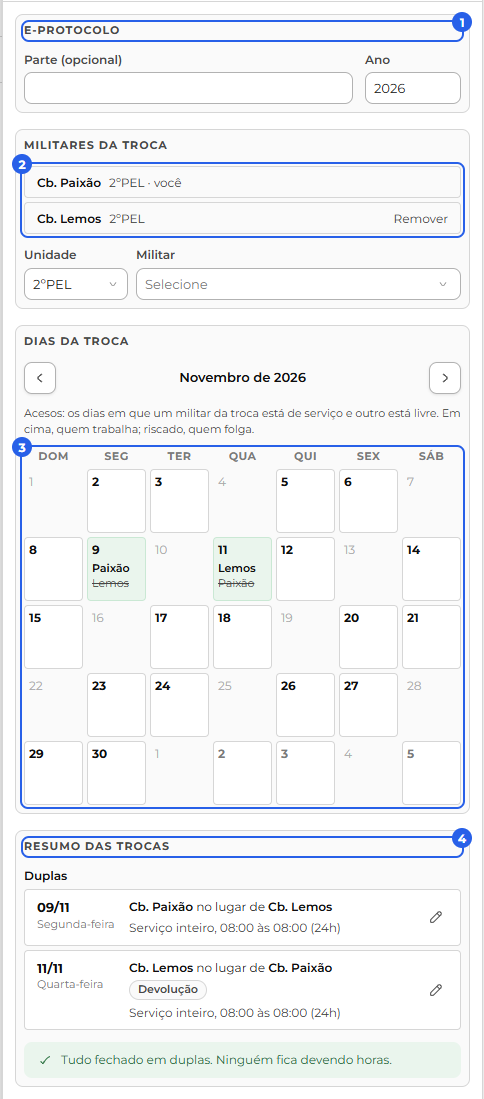 1
E-PROTOCOLO
Parte (opcional) Ano
2026
MILITARES DA TROCA
2
Cb. Paixão 2ºPEL · você
Cb. Lemos 2ºPEL Remover
Unidade Militar
2ºPEL Selecione
DIAS DA TROCA
Novembro de 2026
Acesos: os dias em que um militar da troca está de serviço e outro está livre. Em
cima, quem trabalha; riscado, quem folga.
3
DOM SEG TER QUA QUI SEX SÁB
1 2 3 4 5 6 7
8 9 10 11 12 13 14
Paixão Lemos
Lemos Paixão
15 16 17 18 19 20 21
22 23 24 25 26 27 28
29 30 1 2 3 4 5
4
RESUMO DAS TROCAS
Duplas
09/11 Cb. Paixão no lugar de Cb. Lemos
Segunda-feira Serviço inteiro, 08:00 às 08:00 (24h)
11/11 Cb. Lemos no lugar de Cb. Paixão
Quarta-feira Devolução
Serviço inteiro, 08:00 às 08:00 (24h)
Tudo fechado em duplas. Ninguém fica devendo horas.